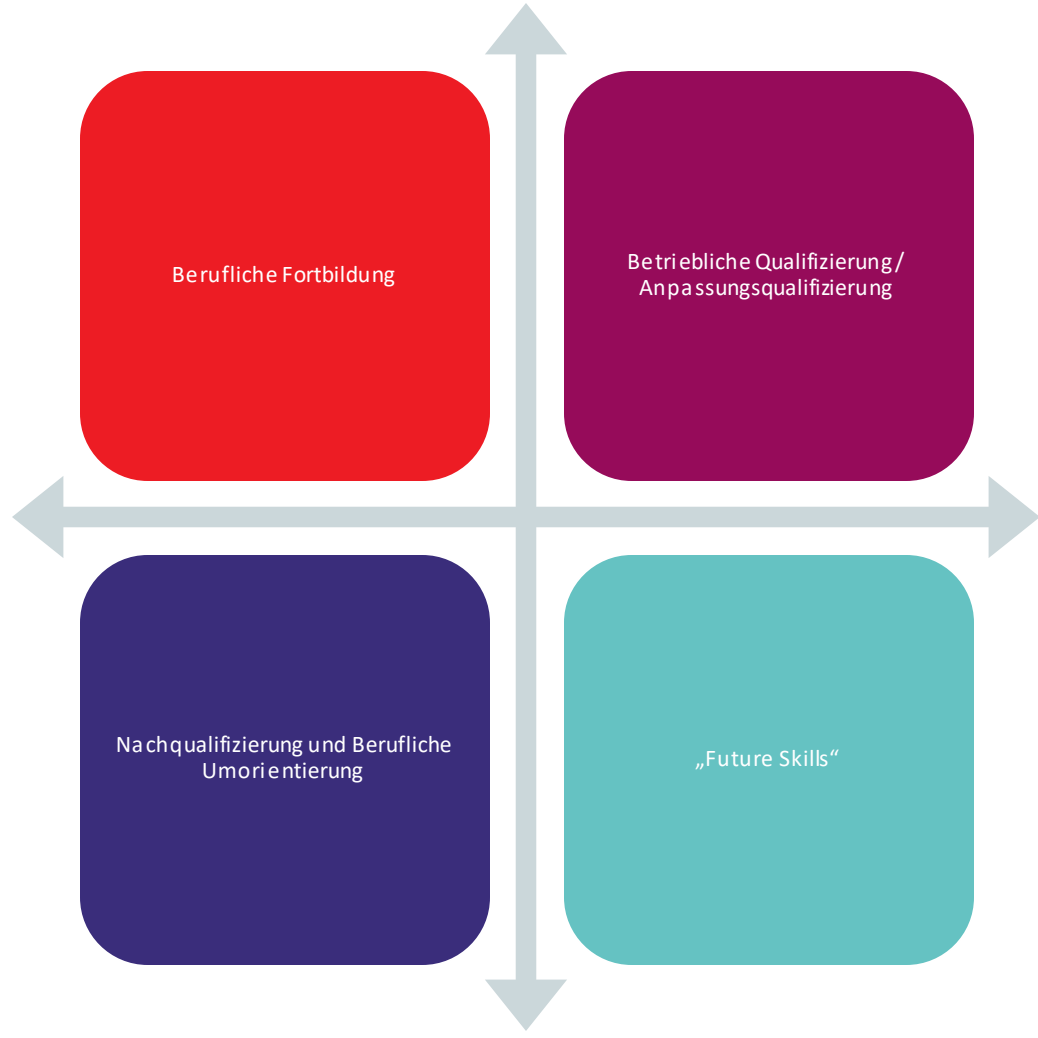 Berufliche Fortbildung
Betriebliche Qualifizierung/
Anpassungsqualifizierung
Nachqualifizierung und Berufliche
Umorientierung
„Future Skills“